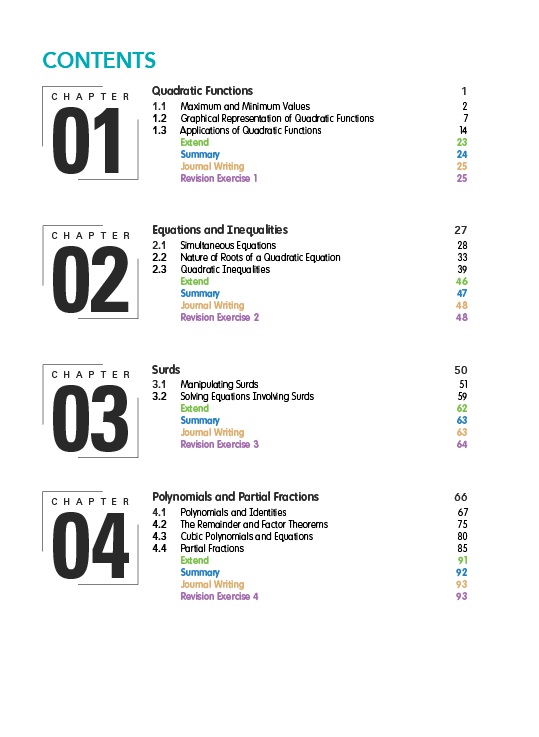 CONTENTS
CHAPTER
01
Quadratic Functions 1
1.1 Maximum and Minimum Values 2
1.2 Graphical Representation of Quadratic Functions 7
1.3 Applications of Quadratic Functions 14
Extend 23
Summary 24
Journal Writing 25
Revision Exercise 1 25
CHAPTER
02
Equations and Inequalities 27
2.1 Simultaneous Equations 28
2.2 Nature of Roots of a Quadratic Equation 33
2.3 Quadratic Inequalities 39
Extend 46
Summary 47
Journal Writing 48
Revision Exercise 2 48
CHAPTER
03
Surds 50
3.1 Manipulating Surds 51
3.2 Solving Equations Involving Surds 59
Extend 62
Summary 63
Journal Writing 63
Revision Exercise 3 64
CHAPTER
04
Polynomials and Partial Fractions 66
4.1 Polynomials and Identities 67
4.2 The Remainder and Factor Theorems 75
4.3 Cubic Polynomials and Equations 80
4.4 Partial Fractions 85
Extend 91
Summary 92
Journal Writing 93
Revision Exercise 4 93